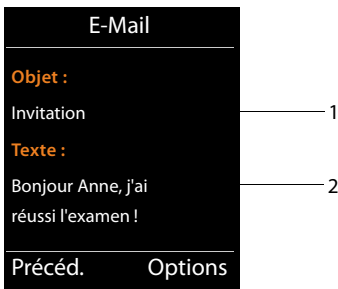 E-Mail
Objet :
Invitation
1
Texte :
Bonjour Anne, j'ai
2
réussi l'examen !
Précéd. Options